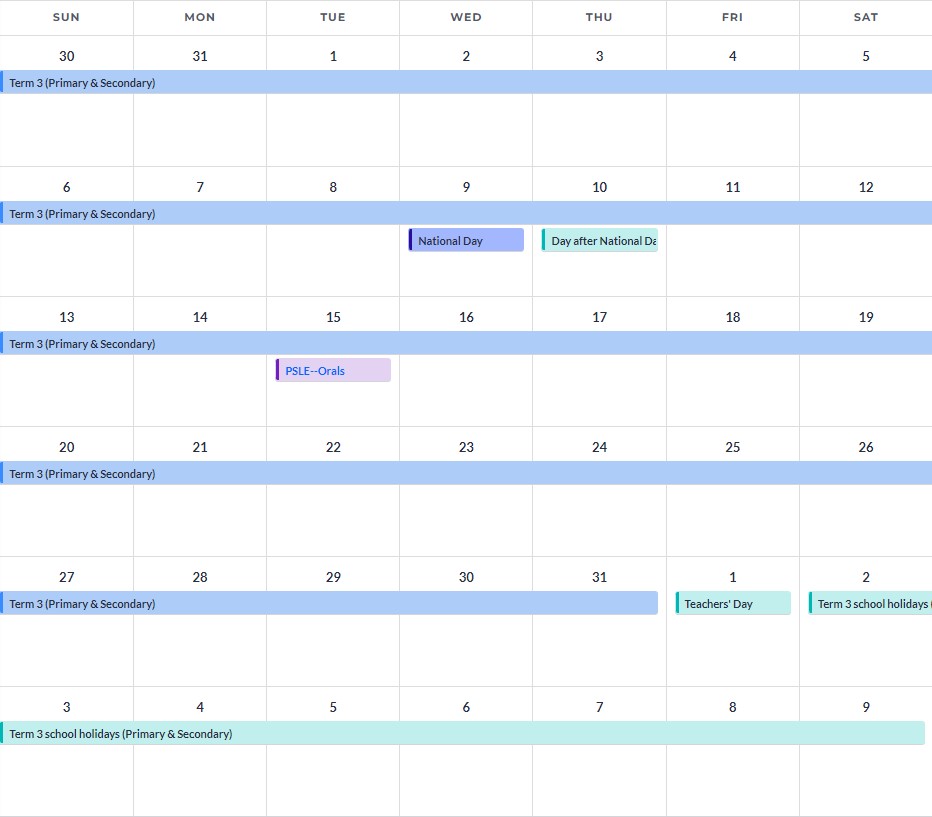 SUN MON TUE WED THU FRI SAT
30 31 1 2 3 4 5
Term 3 (Primary & Secondary)
6 7 8 9 10 11 12
Term 3 (Primary & Secondary)
National Day Day after National Da
13 14 15 16 17 18 19
Term 3 (Primary & Secondary)
PSLE--Orals
20 21 22 23 24 25 26
Term 3 (Primary & Secondary)
27 28 29 30 31 1 2
Term 3 (Primary & Secondary) Teachers' Day Term 3 school holidays (
3 4 5 6 7 8 9
Term 3 school holidays (Primary & Secondary)